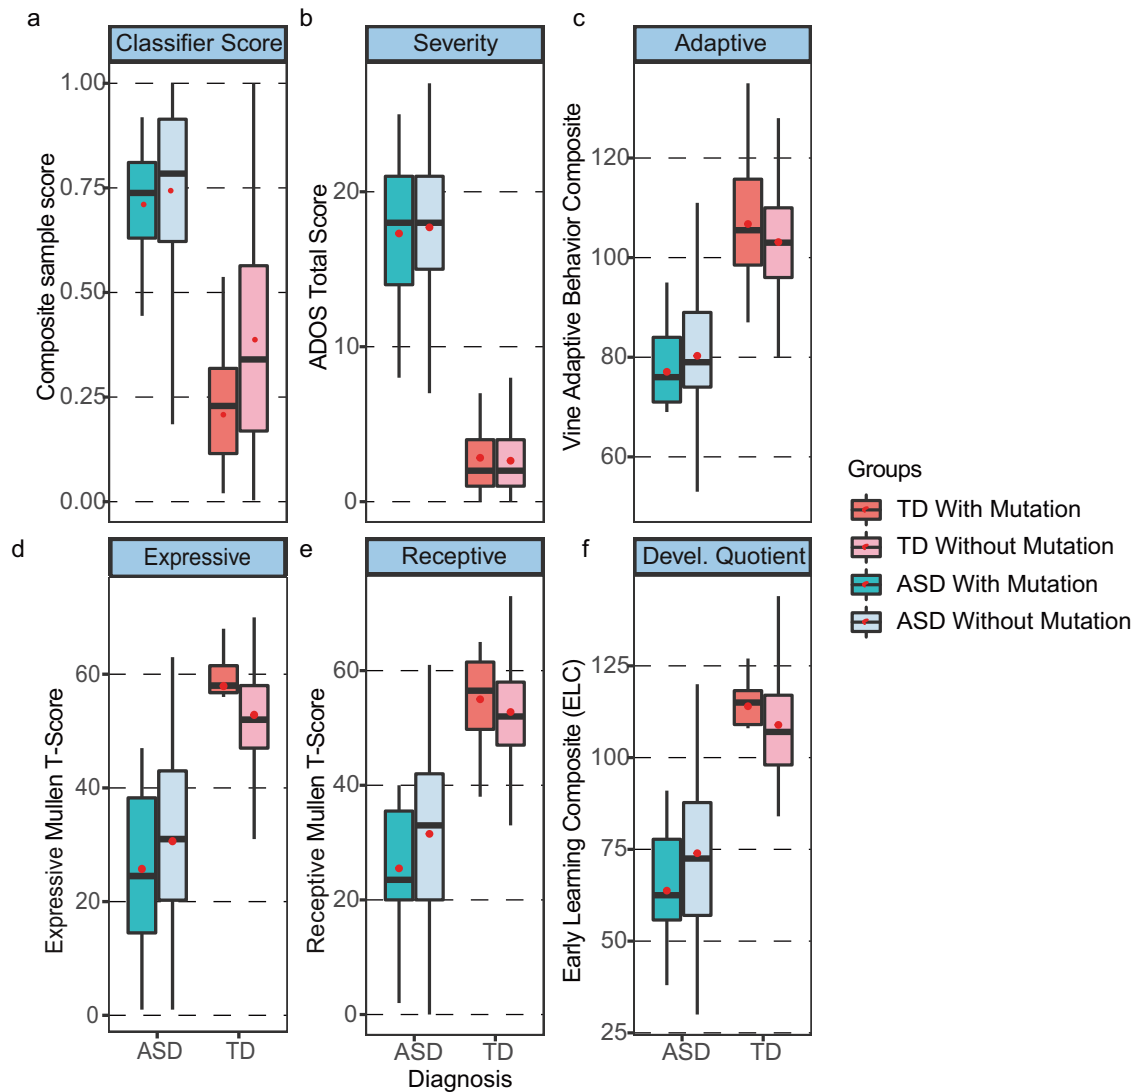 a
Classifier Score
Composite sample score
1.00
0.75
0.50
0.25
0.00
b
Severity
ADOS Total Score
20
10
0
c
Adaptive
Vine Adaptive Behavior Composite
120
100
80
60
d
Expressive
Expressive Mullen T-Score
60
40
20
0
ASD
TD
e
Receptive
Receptive Mullen T-Score
60
40
20
0
ASD
TD
Diagnosis
f
Devel. Quotient
Early Learning Composite (ELC)
125
100
75
50
25
ASD
TD
Groups
TD With Mutation
TD Without Mutation
ASD With Mutation
ASD Without Mutation